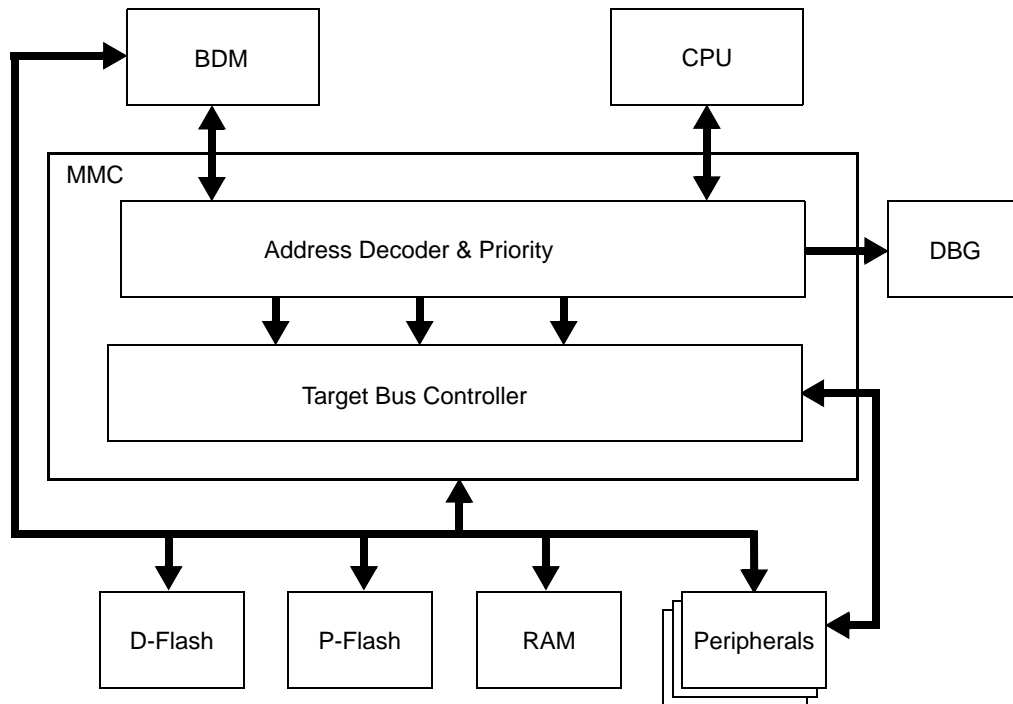 BDM
CPU
MMC
Address Decoder & Priority
DBG
Target Bus Controller
D-Flash
P-Flash
RAM
Peripherals